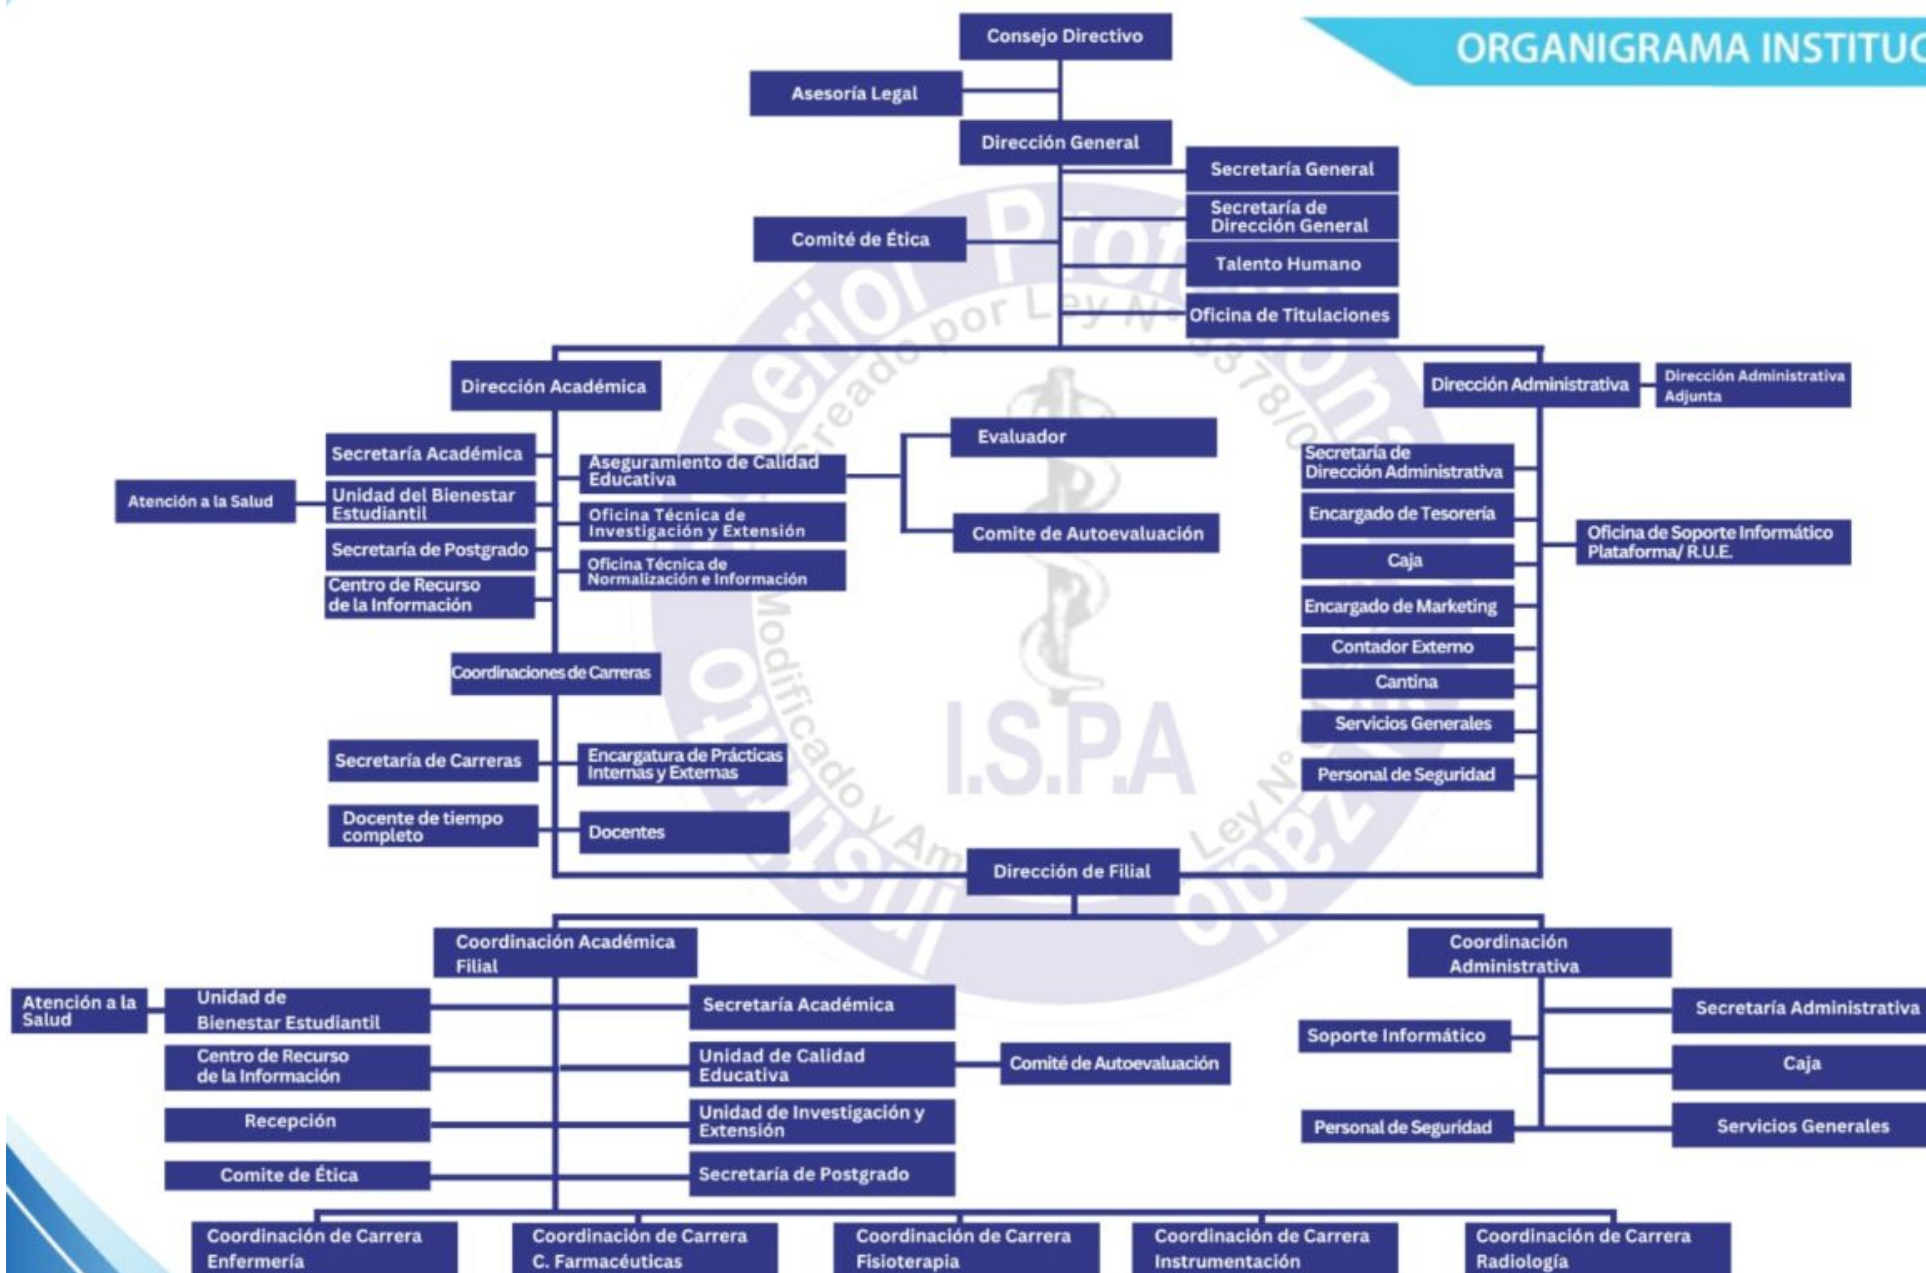 ORGANIGRAMA INSTITUC
Consejo Directivo
Asesoría Legal
Dirección General
Secretaría General
Secretaría de
Dirección General
Comité de Ética
Talento Humano
Oficina de Titulaciones
Dirección Académica
Dirección Administrativa
Dirección Administrativa
Adjunta
Secretaría Académica
Aseguramiento de Calidad
Educativa
Evaluador
Atención a la Salud
Unidad del Bienestar
Estudiantil
Oficina Técnica de
Investigación y Extensión
Comite de Autoevaluación
Secretaría de Postgrado
Oficina Técnica de
Normalización e Información
Centro de Recurso
de la Información
Secretaría de
Dirección Administrativa
Encargado de Tesorería
Oficina de Soporte Informático
Plataforma/ R.U.E.
Caja
Encargado de Marketing
Contador Externo
Cantina
Servicios Generales
Personal de Seguridad
Coordinaciones de Carreras
Secretaría de Carreras
Encargatura de Prácticas
Internas y Externas
Docente de tiempo
completo
Docentes
Dirección de Filial
Coordinación Académica
Filial
Coordinación
Administrativa
Atención a la
Salud
Unidad de
Bienestar Estudiantil
Secretaría Académica
Centro de Recurso
de la Información
Unidad de Calidad
Educativa
Comité de Autoevaluación
Recepción
Unidad de Investigación y
Extensión
Comite de Ética
Secretaría de Postgrado
Secretaría Administrativa
Soporte Informático
Caja
Personal de Seguridad
Servicios Generales
Coordinación de Carrera
Enfermería
Coordinación de Carrera
C. Farmacéuticas
Coordinación de Carrera
Fisioterapia
Coordinación de Carrera
Instrumentación
Coordinación de Carrera
Radiología
I.S.P.A